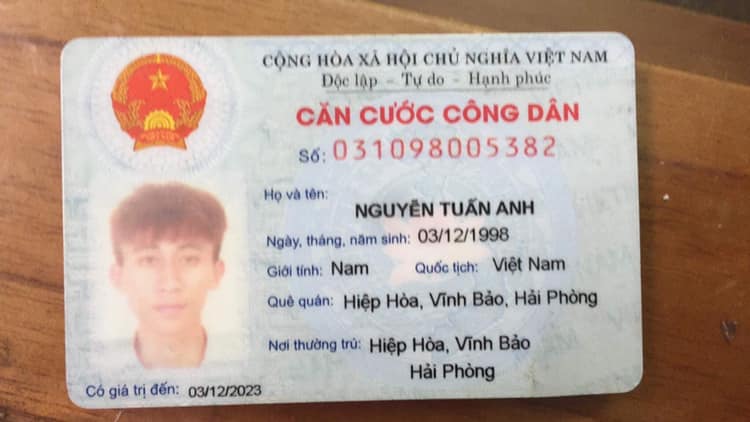 CỘNG HÒA XÃ HỘI CHỦ NGHĨA VIỆT NAM
Độc lập - Tự do - Hạnh phúc
CĂN CƯỚC CÔNG DÂN
Số: 031098005382
Họ và tên:
NGUYỄN TUẤN ANH
Ngày, tháng, năm sinh: 03/12/1998
Giới tính: Nam Quốc tịch: Việt Nam
Quê quán: Hiệp Hòa, Vĩnh Bảo, Hải Phòng
Nơi thường trú: Hiệp Hòa, Vĩnh Bảo
Hải Phòng
Có giá trị đến: 03/12/2023